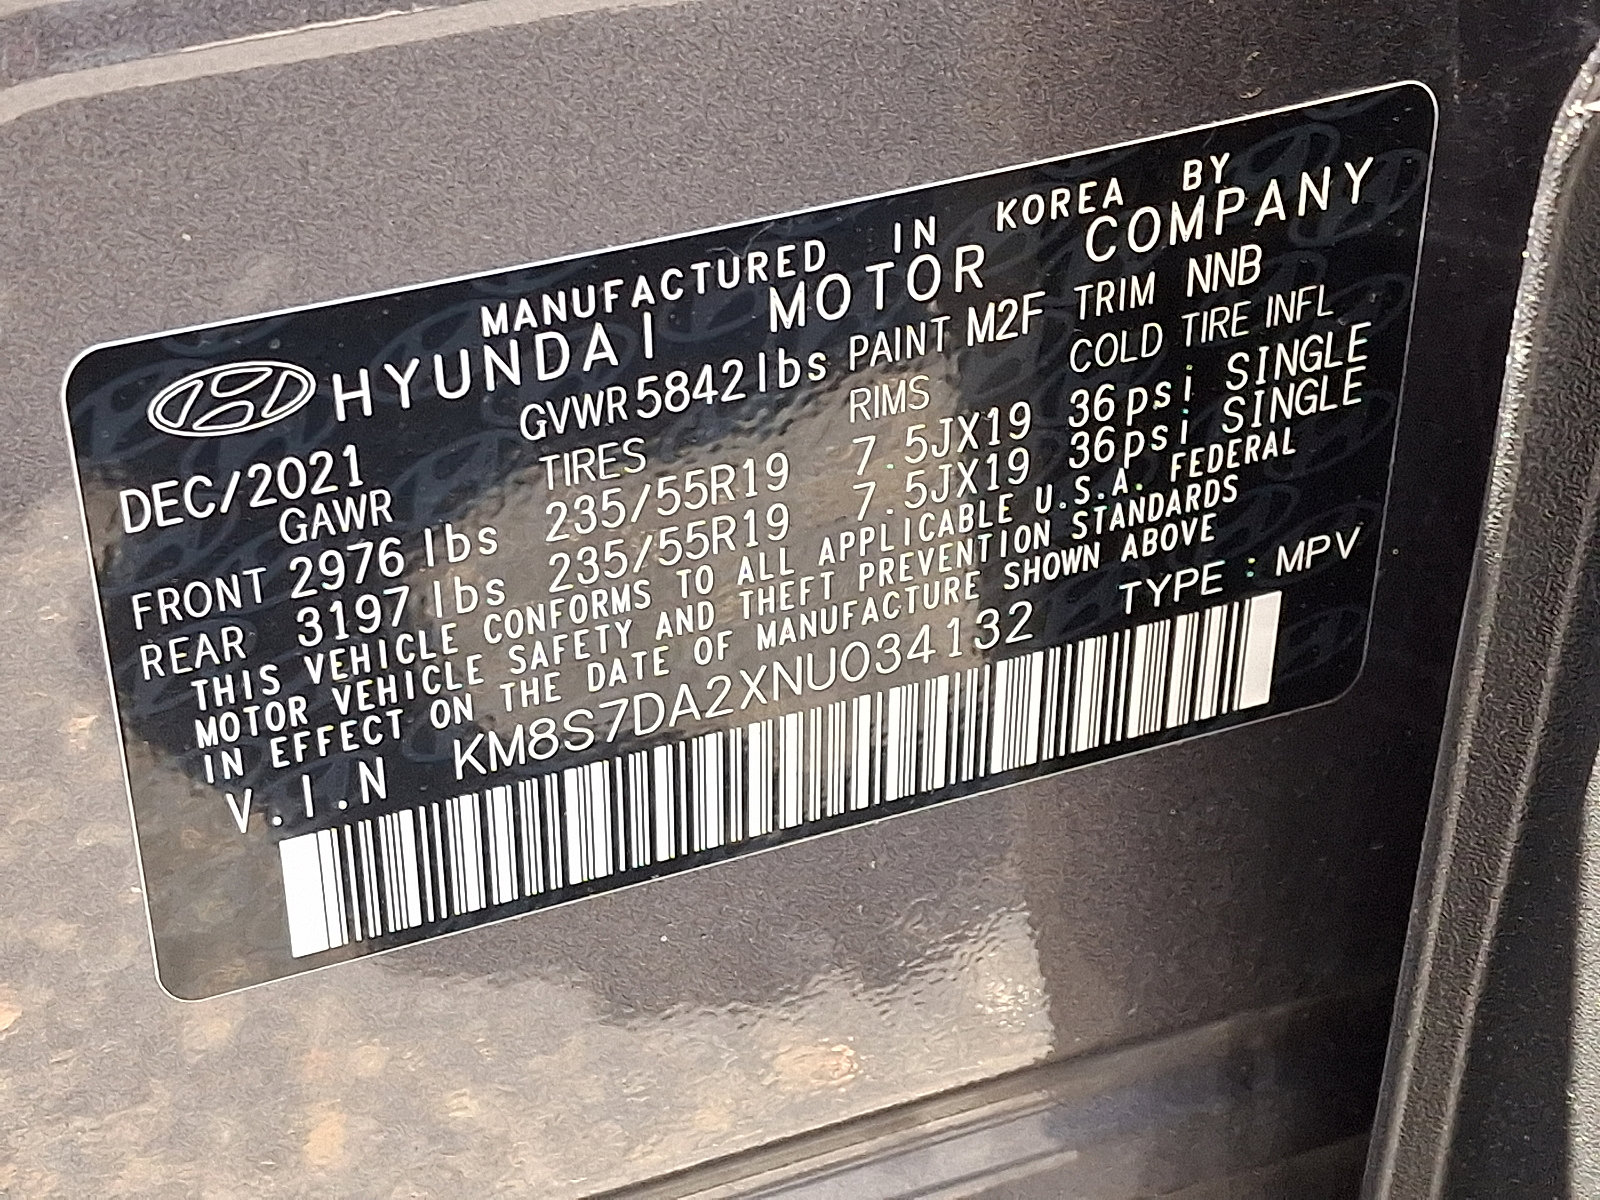 MANUFACTURED IN KOREA BY
HYUNDAI MOTOR COMPANY
DEC/2021 GVWR 5842lbs PAINT M2F TRIM NNB
GAWR TIRES RIMS COLD TIRE INFL
FRONT 2976 lbs 235/55R19 7.5JX19 36psi SINGLE
REAR 3197 lbs 235/55R19 7.5JX19 36psi SINGLE
THIS VEHICLE CONFORMS TO ALL APPLICABLE U.S.A. FEDERAL
MOTOR VEHICLE SAFETY AND THEFT PREVENTION STANDARDS
IN EFFECT ON THE DATE OF MANUFACTURE SHOWN ABOVE
V.I.N KM8S7DA2XNU034132 TYPE : MPV